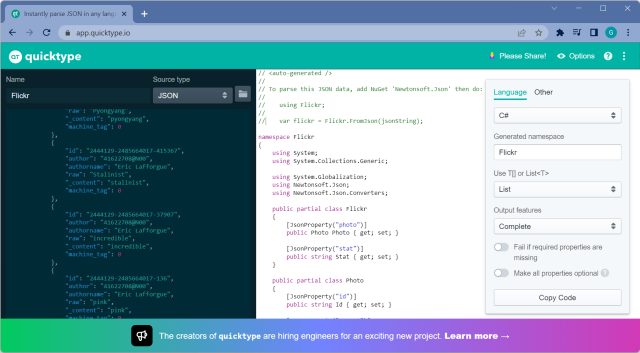 Instantly parse JSON in any lang
app.quicktype.io
G
QT quicktype
Please Share!
Options
Name
Source type
Flickr
JSON
"raw": "Pyongyang",
"_content": "pyongyang",
"machine_tag": 0
},
{
"id": "2444129-2485664017-415367",
"author": "41622708@N00",
"authorname": "Eric Lafforgue",
"raw": "Stalinist",
"_content": "stalinist",
"machine_tag": 0
},
{
"id": "2444129-2485664017-37907",
"author": "41622708@N00",
"authorname": "Eric Lafforgue",
"raw": "incredible",
"_content": "incredible",
"machine_tag": 0
},
{
"id": "2444129-2485664017-136",
"author": "41622708@N00",
"authorname": "Eric Lafforgue",
"raw": "pink",
"_content": "pink",
// <auto-generated />
//
// To parse this JSON data, add NuGet 'Newtonsoft.Json' then do:
//
//    using Flickr;
//
//    var flickr = Flickr.FromJson(jsonString);
namespace Flickr
{
using System;
using System.Collections.Generic;
using System.Globalization;
using Newtonsoft.Json;
using Newtonsoft.Json.Converters;
public partial class Flickr
{
[JsonProperty("photo")]
public Photo Photo { get; set; }
[JsonProperty("stat")]
public string Stat { get; set; }
}
public partial class Photo
{
[JsonProperty("id")]
public string Id { get; set; }
Language Other
C#
Generated namespace
Flickr
Use T[] or List<T>
List
Output features
Complete
Fail if required properties are
missing
Make all properties optional ?
Copy Code
The creators of quicktype are hiring engineers for an exciting new project. Learn more →